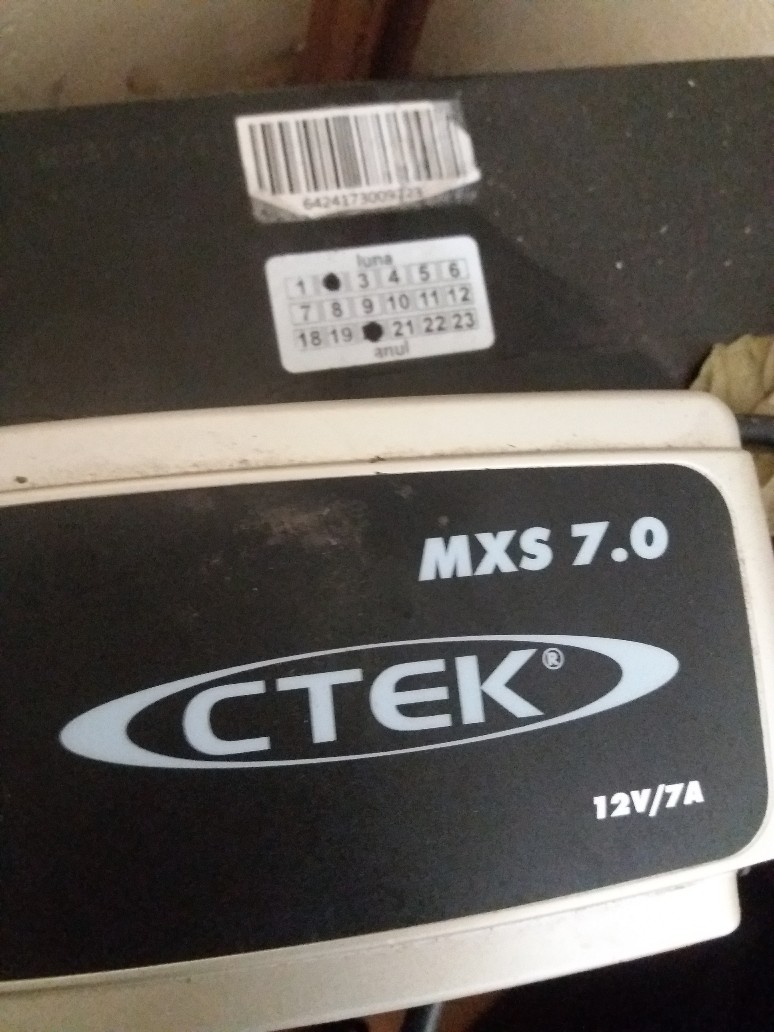 6424173009223
luna
1 3 4 5 6
7 8 9 10 11 12
18 19 21 22 23
anul
MXS 7.0
CTEK®
12V/7A